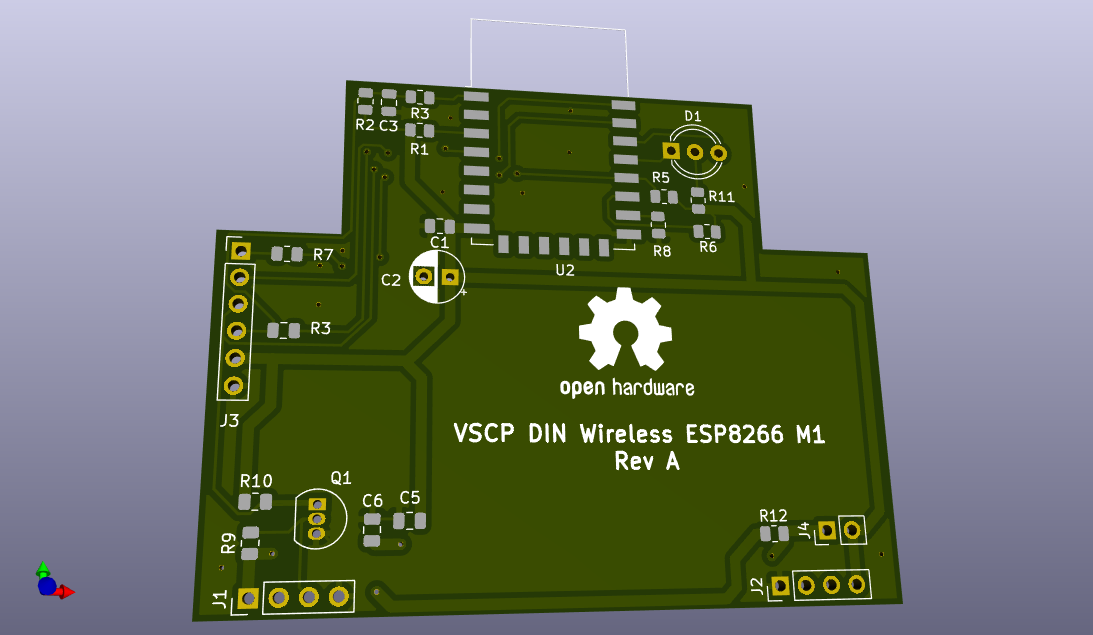 D1
R2 C3 R3
R1
R5
R11
C1
R8 R6
U2
R7
C2
+
R3
open hardware
J3
VSCP DIN Wireless ESP8266 M1
Rev A
R10 Q1
C6 C5
R9
R12 J4
J1
J2